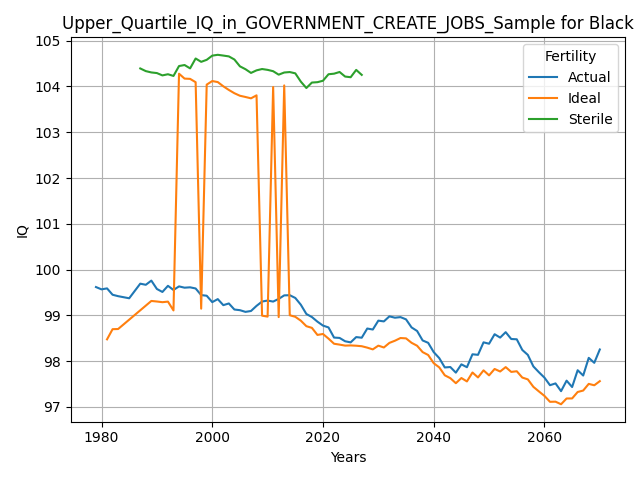 Upper_Quartile_IQ_in_GOVERNMENT_CREATE_JOBS_Sample for Black
105
104
103
102
101
100
99
98
97
IQ
Fertility
Actual
Ideal
Sterile
1980 2000 2020 2040 2060
Years